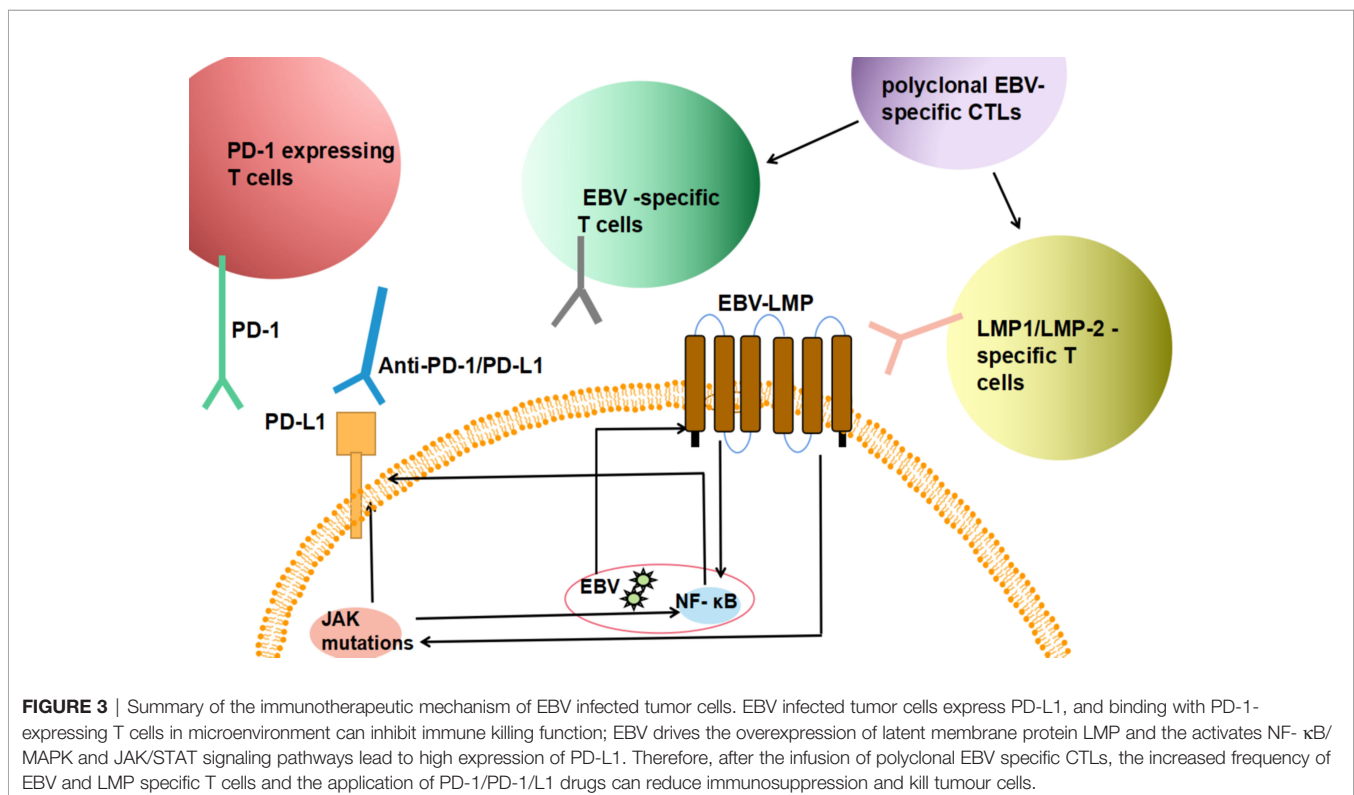 polyclonal EBV-
specific CTLs
PD-1 expressing
T cells
EBV -specific
T cells
EBV-LMP
PD-1
LMP1/LMP-2 -
specific T
cells
Anti-PD-1/PD-L1
PD-L1
EBV
NF- κB
JAK
mutations
FIGURE 3 | Summary of the immunotherapeutic mechanism of EBV infected tumor cells. EBV infected tumor cells express PD-L1, and binding with PD-1-
expressing T cells in microenvironment can inhibit immune killing function; EBV drives the overexpression of latent membrane protein LMP and the activates NF- κB/
MAPK and JAK/STAT signaling pathways lead to high expression of PD-L1. Therefore, after the infusion of polyclonal EBV specific CTLs, the increased frequency of
EBV and LMP specific T cells and the application of PD-1/PD-1/L1 drugs can reduce immunosuppression and kill tumour cells.